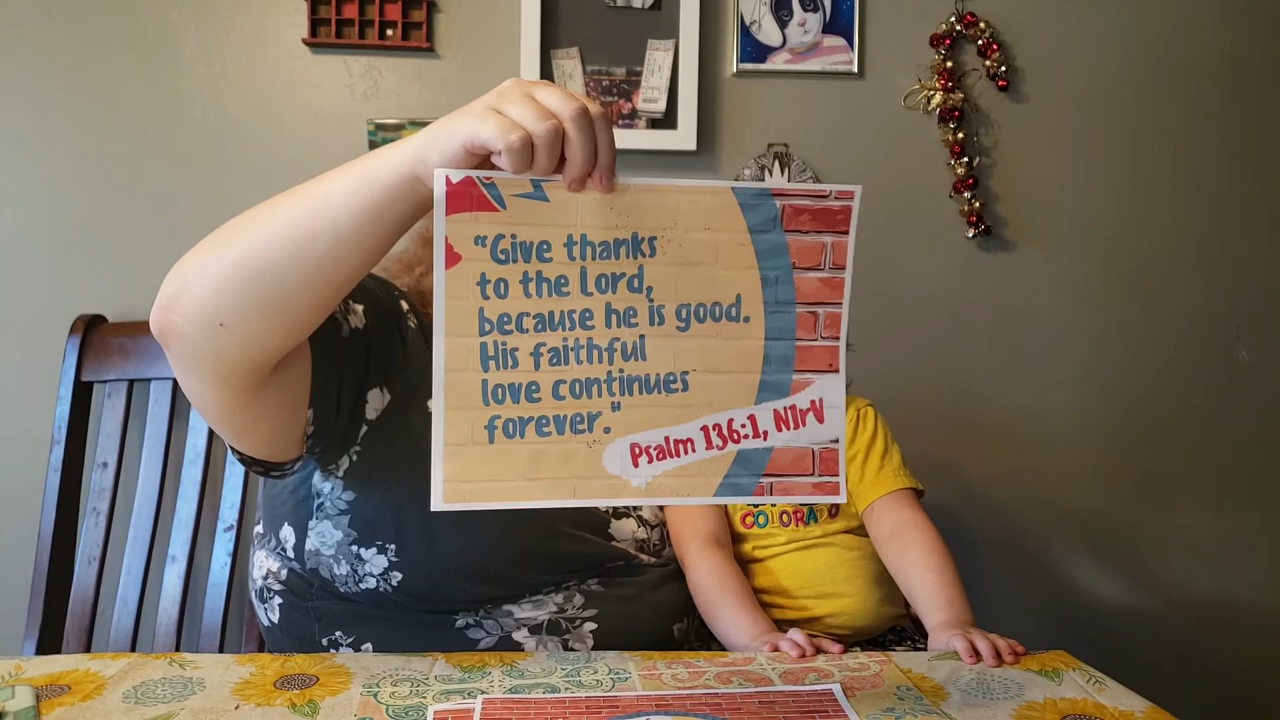 “Give thanks
to the Lord,
because he is good.
His faithful
love continues
forever."
Psalm 136:1, NIrV
COLORADO